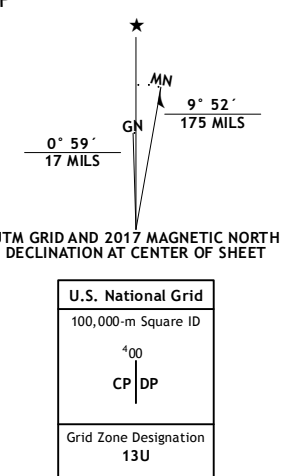 MN
GN
9° 52´
175 MILS
0° 59´
17 MILS
UTM GRID AND 2017 MAGNETIC NORTH
DECLINATION AT CENTER OF SHEET
U.S. National Grid
100,000-m Square ID
⁴00
CP DP
Grid Zone Designation
13U